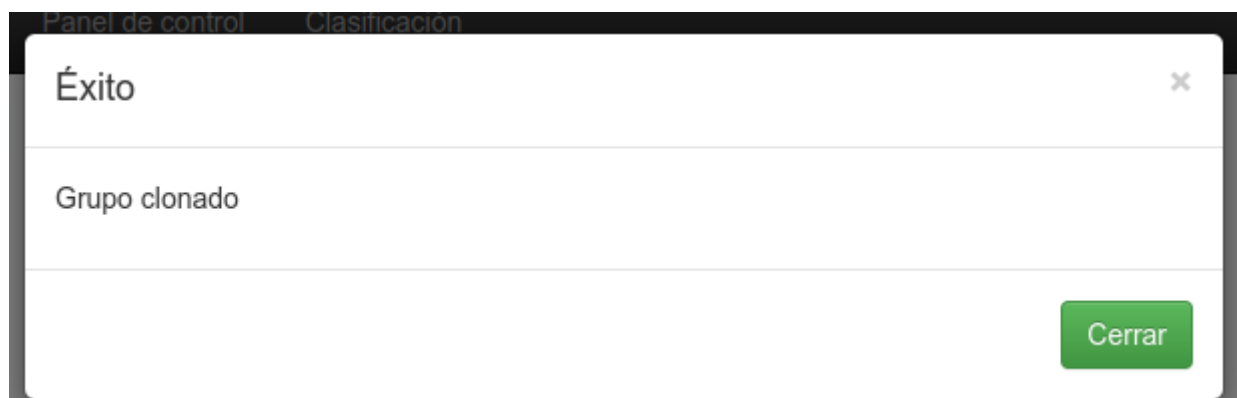 Panel de control Clasificación
Éxito ×
Grupo clonado
Cerrar